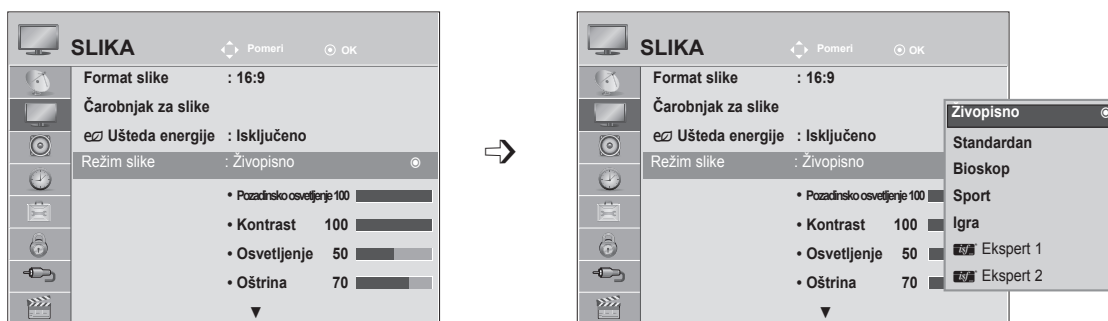 SLIKA Pomeri OK
Format slike : 16:9
Čarobnjak za slike
Ušteda energije : Isključeno
Režim slike : Živopisno
• Pozadinsko osvetljenje 100
• Kontrast 100
• Osvetljenje 50
• Oštrina 70
SLIKA Pomeri OK
Format slike : 16:9
Čarobnjak za slike
Ušteda energije : Isključeno
Režim slike : Živopisno
• Pozadinsko osvetljenje 100
• Kontrast 100
• Osvetljenje 50
• Oštrina 70
Živopisno
Standardan
Bioskop
Sport
Igra
isf Ekspert 1
isf Ekspert 2